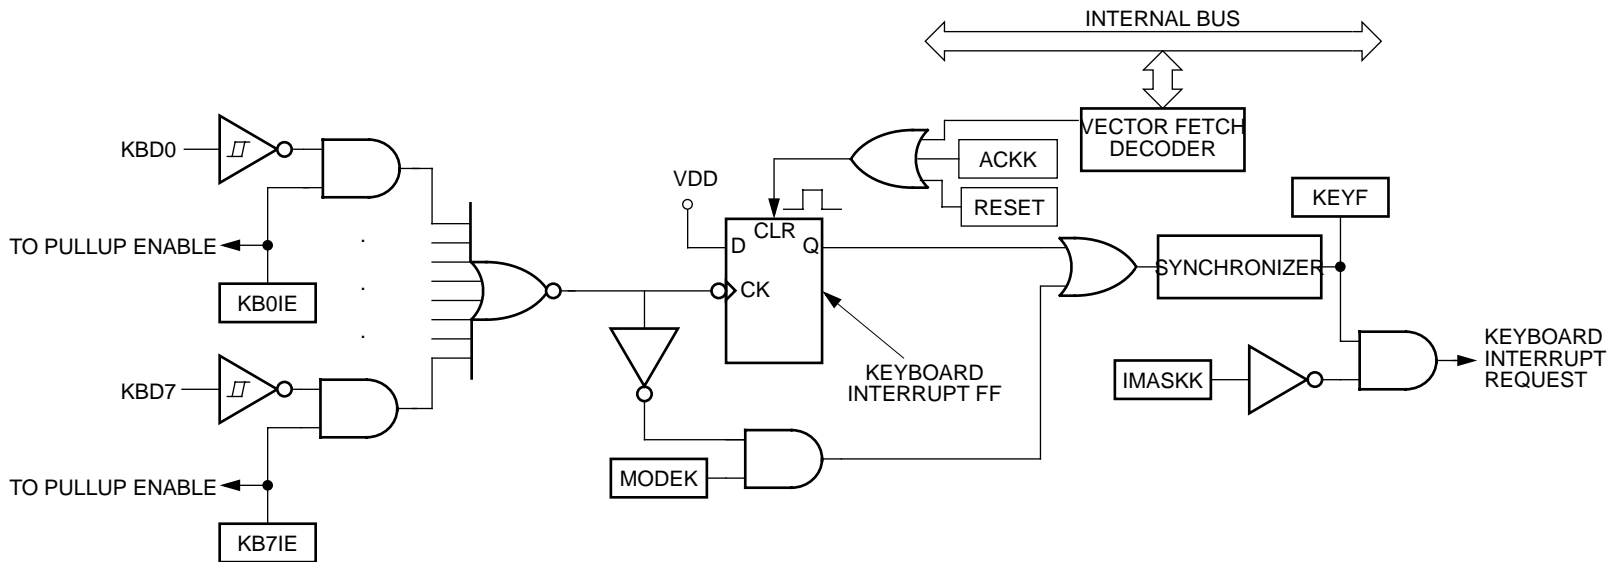 INTERNAL BUS
VECTOR FETCH
DECODER
KBD0
ACKK
VDD
RESET
KEYF
CLR
TO PULLUP ENABLE
D
Q
SYNCHRONIZER
KB0IE
CK
KEYBOARD
INTERRUPT FF
KEYBOARD
INTERRUPT
REQUEST
KBD7
IMASKK
MODEK
TO PULLUP ENABLE
KB7IE